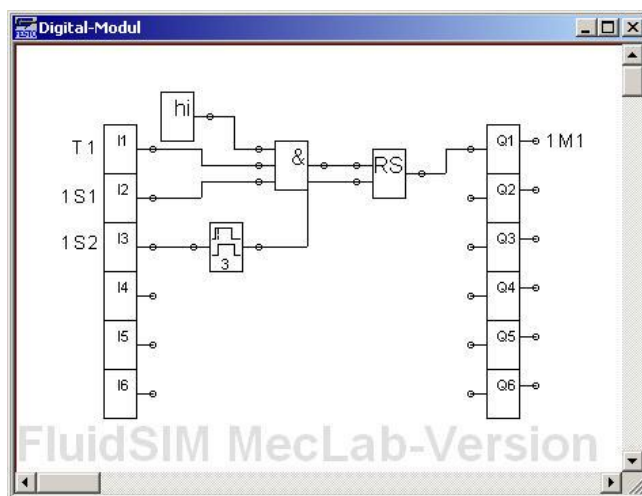 Digital-Modul
hi
T1 I1 & RS Q1 1M1
1S1 I2 Q2
1S2 I3 3 Q3
I4 Q4
I5 Q5
I6 Q6
FluidSIM MecLab-Version